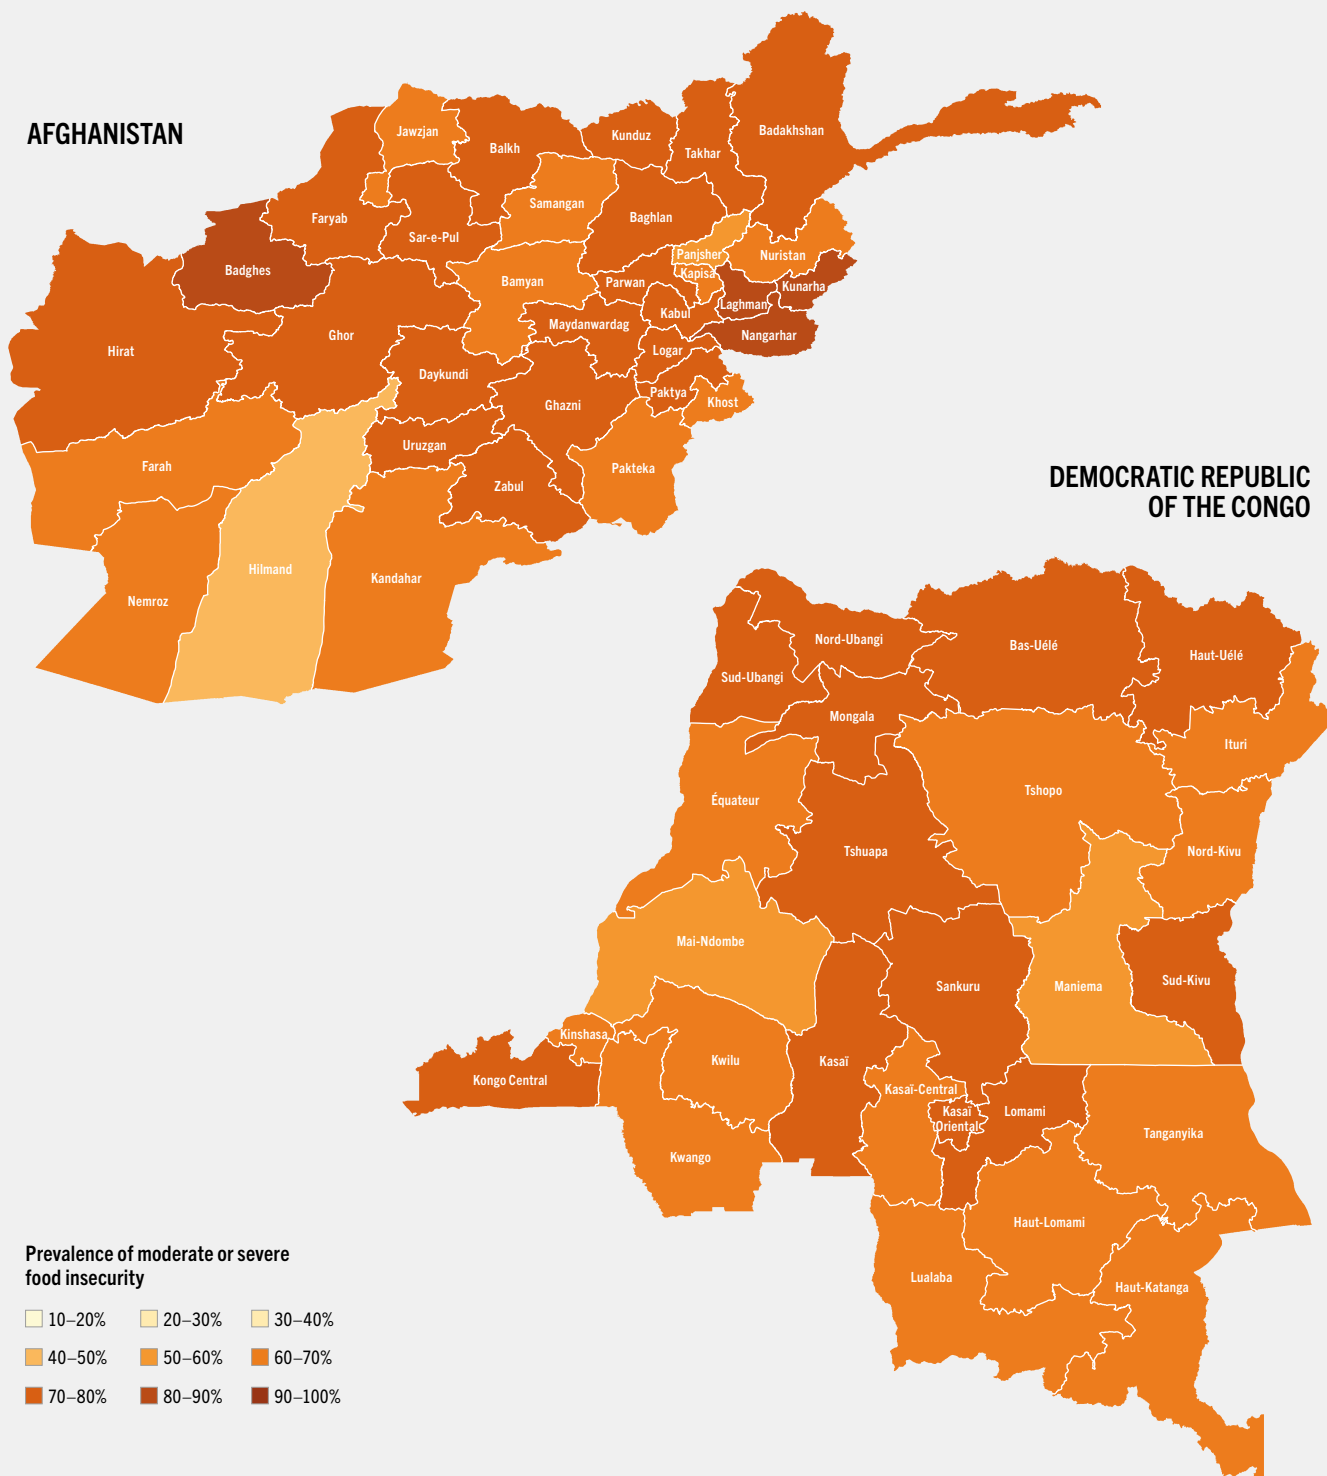 AFGHANISTAN
Jawzjan
Balkh
Kunduz
Takhar
Badakhshan
Samangan
Faryab
Baghlan
Sar-e-Pul
Panjsher
Nuristan
Badghes
Kapisa
Bamyan
Parwan
Kunarha
Laghman
Kabul
Maydanwardag
Nangarhar
Ghor
Hirat
Logar
Daykundi
Paktya
Khost
Ghazni
Uruzgan
Farah
Pakteka
Zabul
Hilmand
Kandahar
Nemroz
DEMOCRATIC REPUBLIC
OF THE CONGO
Nord-Ubangi
Bas-Uélé
Haut-Uélé
Sud-Ubangi
Mongala
Ituri
Tshopo
Équateur
Tshuapa
Nord-Kivu
Mai-Ndombe
Sankuru
Maniema
Sud-Kivu
Kinshasa
Kwilu
Kasaï
Kongo Central
Kasaï-Central
Kasaï
Oriental
Lomami
Tanganyika
Kwango
Haut-Lomami
Lualaba
Haut-Katanga
Prevalence of moderate or severe
food insecurity
10–20% 20–30% 30–40%
40–50% 50–60% 60–70%
70–80% 80–90% 90–100%